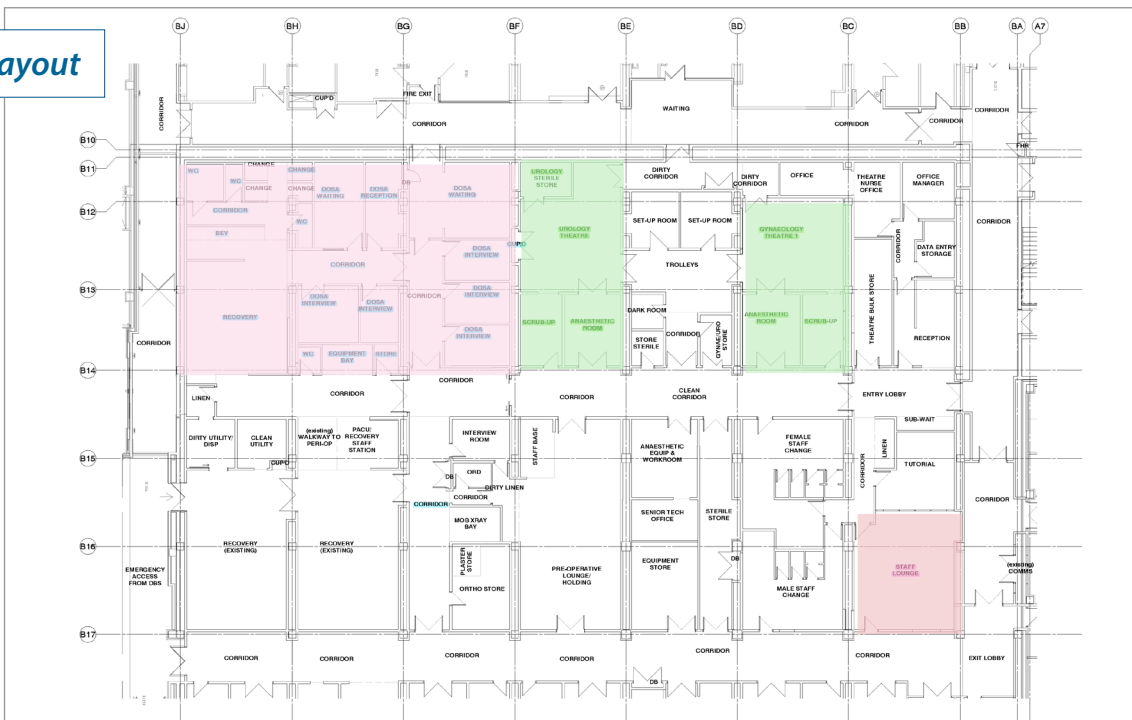 ayout
BJ
BH
BG
BF
BE
BD
BC
BB
BA
A7
CORRIDOR
CUP'D
FIRE EXIT
CORRIDOR
WAITING
CORRIDOR
CORRIDOR
CORRIDOR
B10
B11
FHR
WC
CHANGE
WC
CHANGE
CHANGE
CHANGE
DOSA
WAITING
DOSA
RECEPTION
DB
DOSA
WAITING
UROLOGY
STERILE
STORE
DIRTY
CORRIDOR
DIRTY
CORRIDOR
OFFICE
THEATRE
NURSE
OFFICE
OFFICE
MANAGER
B12
CORRIDOR
WC
BEV
UROLOGY
THEATRE
SET-UP ROOM
SET-UP ROOM
GYNAECOLOGY
THEATRE 1
CORRIDOR
CORRIDOR
CUP'D
DOSA
INTERVIEW
DATA ENTRY
STORAGE
CORRIDOR
TROLLEYS
B13
RECOVERY
DOSA
INTERVIEW
DOSA
INTERVIEW
CORRIDOR
DOSA
INTERVIEW
DOSA
INTERVIEW
SCRUB-UP
ANAESTHETIC
ROOM
DARK ROOM
STORE
STERILE
CORRIDOR
GYNAE/URO
STORE
ANAESTHETIC
ROOM
SCRUB-UP
THEATRE BULK STORE
RECEPTION
CORRIDOR
WC
EQUIPMENT
BAY
B14
CORRIDOR
CORRIDOR
CORRIDOR
CLEAN
CORRIDOR
ENTRY LOBBY
LINEN
SUB-WAIT
DIRTY UTILITY/
DISP
CLEAN
UTILITY
(existing)
WALKWAY TO
PERI-OP
PACU/
RECOVERY
STAFF
STATION
INTERVIEW
ROOM
STAFF BASE
ANAESTHETIC
EQUIP &
WORKROOM
FEMALE
STAFF
CHANGE
CORRIDOR
LINEN
TUTORIAL
B15
CUP'D
DB
ORD
DIRTY LINEN
CORRIDOR
CORRIDOR
CORRIDOR
MOB XRAY
BAY
SENIOR TECH
OFFICE
STERILE
STORE
B16
RECOVERY
(EXISTING)
RECOVERY
(EXISTING)
PLASTER
STORE
ORTHO STORE
PRE-OPERATIVE
LOUNGE/
HOLDING
EQUIPMENT
STORE
DB
MALE STAFF
CHANGE
STAFF
LOUNGE
(existing)
COMMS
EMERGENCY
ACCESS
FROM DBS
B17
CORRIDOR
CORRIDOR
CORRIDOR
CORRIDOR
CORRIDOR
CORRIDOR
EXIT LOBBY
DB